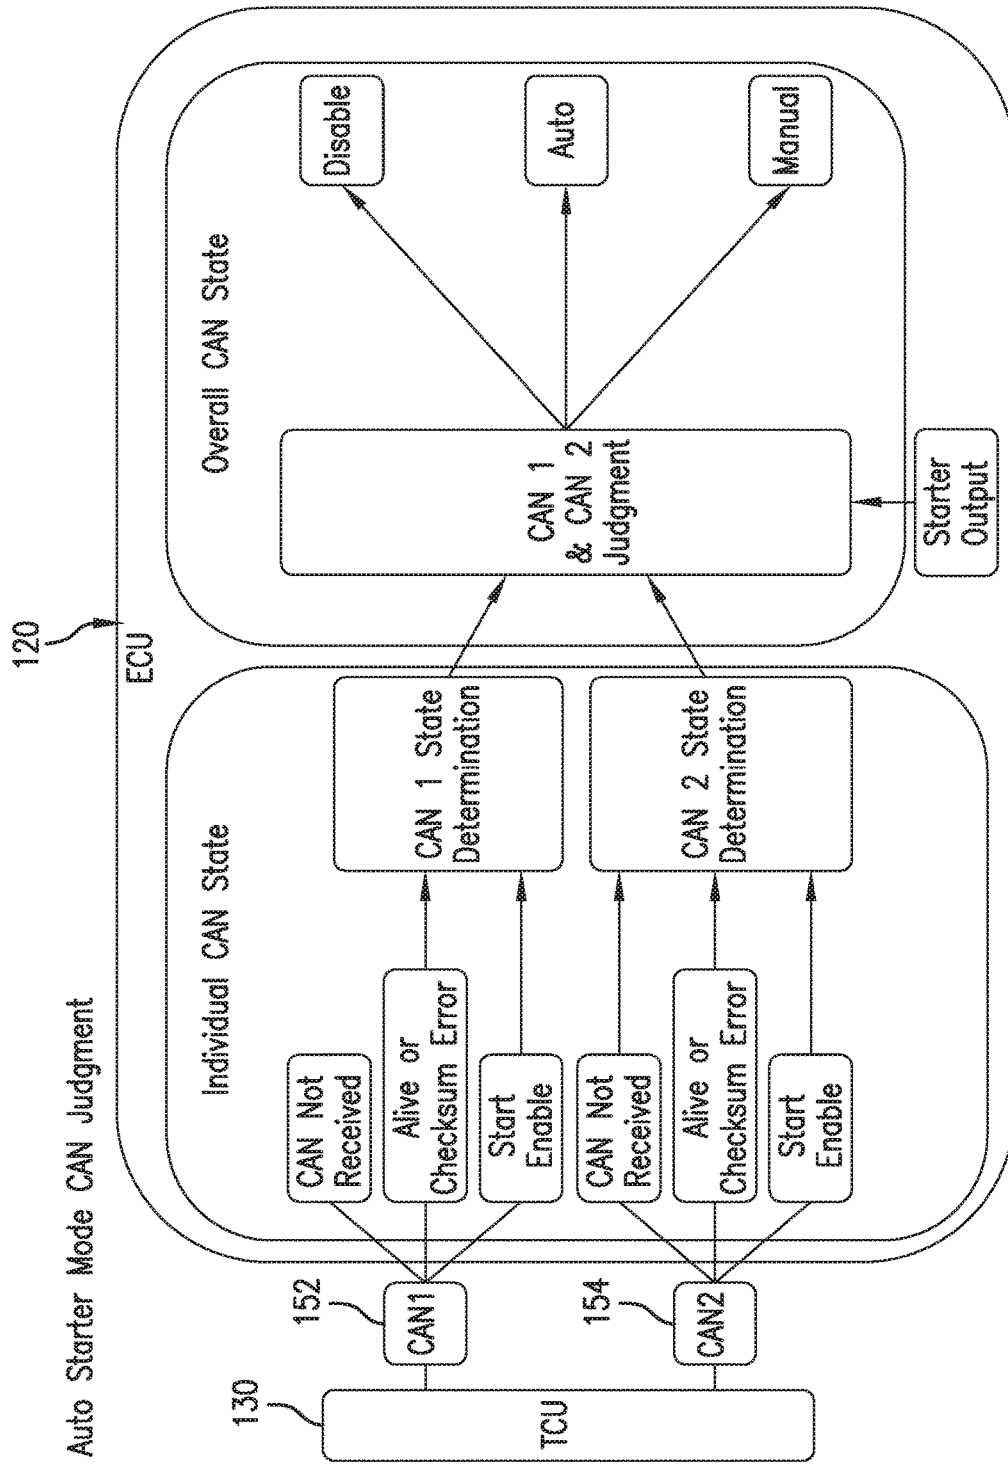 Auto Starter Mode CAN Judgment
120
ECU
Individual CAN State
Overall CAN State
130
TCU
152
CAN1
154
CAN2
CAN Not
Received
Alive or
Checksum Error
Start
Enable
CAN Not
Received
Alive or
Checksum Error
Start
Enable
CAN 1 State
Determination
CAN 2 State
Determination
CAN 1
& CAN 2
Judgment
Starter
Output
Disable
Auto
Manual